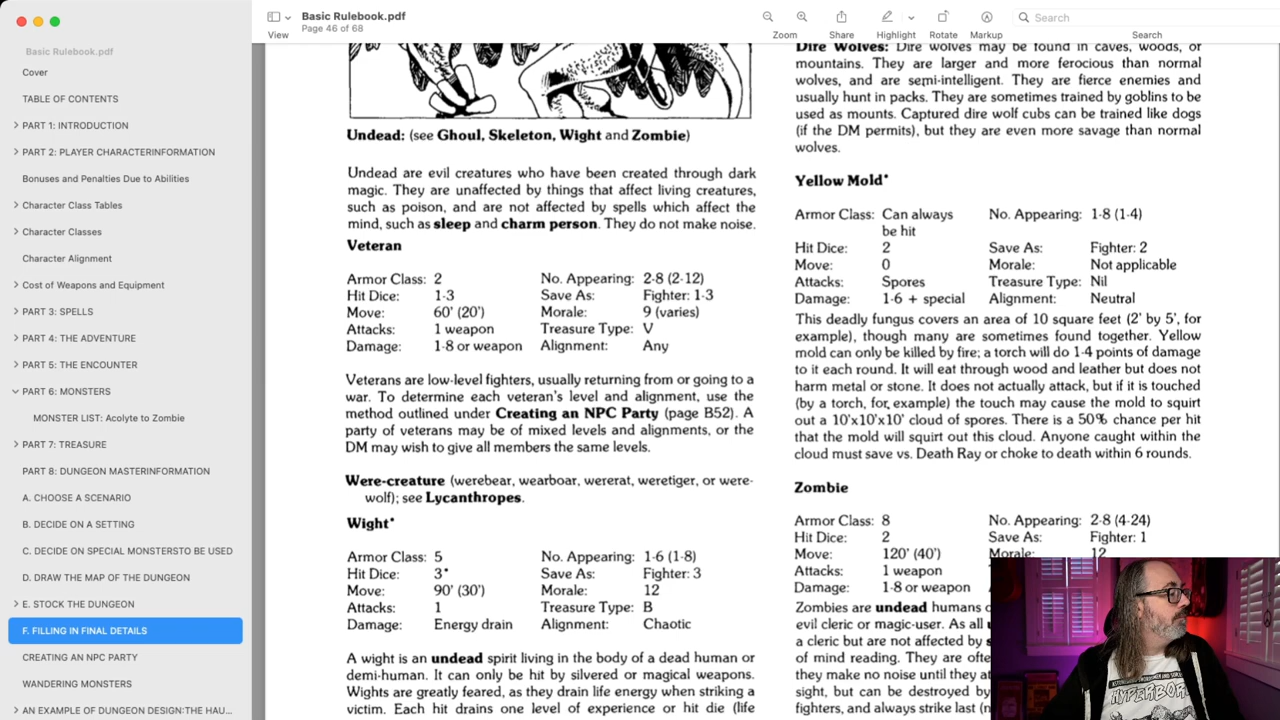 Basic Rulebook.pdf
Cover
TABLE OF CONTENTS
PART 1: INTRODUCTION
PART 2: PLAYER CHARACTERINFORMATION
Bonuses and Penalties Due to Abilities
Character Class Tables
Character Classes
Character Alignment
Cost of Weapons and Equipment
PART 3: SPELLS
PART 4: THE ADVENTURE
PART 5: THE ENCOUNTER
PART 6: MONSTERS
MONSTER LIST: Acolyte to Zombie
PART 7: TREASURE
PART 8: DUNGEON MASTERINFORMATION
A. CHOOSE A SCENARIO
B. DECIDE ON A SETTING
C. DECIDE ON SPECIAL MONSTERSTO BE USED
D. DRAW THE MAP OF THE DUNGEON
E. STOCK THE DUNGEON
F. FILLING IN FINAL DETAILS
CREATING AN NPC PARTY
WANDERING MONSTERS
AN EXAMPLE OF DUNGEON DESIGN:THE HAU...
Basic Rulebook.pdf
Page 46 of 68
View
Zoom
Share
Highlight
Rotate
Markup
Search
Search
Undead: (see Ghoul, Skeleton, Wight and Zombie)
Undead are evil creatures who have been created through dark
magic. They are unaffected by things that affect living creatures,
such as poison, and are not affected by spells which affect the
mind, such as sleep and charm person. They do not make noise.
Veteran
Armor Class: 2 No. Appearing: 2-8 (2-12)
Hit Dice: 1-3 Save As: Fighter: 1-3
Move: 60' (20') Morale: 9 (varies)
Attacks: 1 weapon Treasure Type: V
Damage: 1-8 or weapon Alignment: Any
Veterans are low-level fighters, usually returning from or going to a
war. To determine each veteran's level and alignment, use the
method outlined under Creating an NPC Party (page B52). A
party of veterans may be of mixed levels and alignments, or the
DM may wish to give all members the same levels.
Were-creature (werebear, wearboar, wererat, weretiger, or were-
wolf); see Lycanthropes.
Wight*
Armor Class: 5 No. Appearing: 1-6 (1-8)
Hit Dice: 3* Save As: Fighter: 3
Move: 90' (30') Morale: 12
Attacks: 1 Treasure Type: B
Damage: Energy drain Alignment: Chaotic
A wight is an undead spirit living in the body of a dead human or
demi-human. It can only be hit by silvered or magical weapons.
Wights are greatly feared, as they drain life energy when striking a
victim. Each hit drains one level of experience or hit die (life
Dire Wolves: Dire wolves may be found in caves, woods, or
mountains. They are larger and more ferocious than normal
wolves, and are semi-intelligent. They are fierce enemies and
usually hunt in packs. They are sometimes trained by goblins to be
used as mounts. Captured dire wolf cubs can be trained like dogs
(if the DM permits), but they are even more savage than normal
wolves.
Yellow Mold*
Armor Class: Can always No. Appearing: 1-8 (1-4)
be hit
Hit Dice: 2 Save As: Fighter: 2
Move: 0 Morale: Not applicable
Attacks: Spores Treasure Type: Nil
Damage: 1-6 + special Alignment: Neutral
This deadly fungus covers an area of 10 square feet (2' by 5', for
example), though many are sometimes found together. Yellow
mold can only be killed by fire; a torch will do 1-4 points of damage
to it each round. It will eat through wood and leather but does not
harm metal or stone. It does not actually attack, but if it is touched
(by a torch, for example) the touch may cause the mold to squirt
out a 10'x10'x10' cloud of spores. There is a 50% chance per hit
that the mold will squirt out this cloud. Anyone caught within the
cloud must save vs. Death Ray or choke to death within 6 rounds.
Zombie
Armor Class: 8 No. Appearing: 2-8 (4-24)
Hit Dice: 2 Save As: Fighter: 1
Move: 120' (40') Morale: 12
Attacks: 1 weapon
Damage: 1-8 or weapon
Zombies are undead humans
evil cleric or magic-user. As all
a cleric but are not affected by
of mind reading. They are
they make no noise until they
sight, but can be destroyed by
fighters, and always strike last